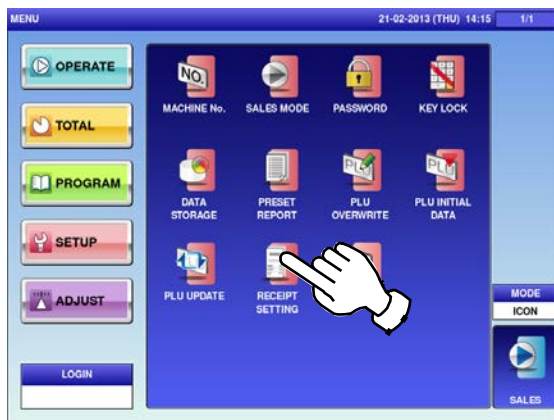 MENU
21-02-2013 (THU) 14:15
1/1
OPERATE
TOTAL
PROGRAM
SETUP
ADJUST
LOGIN
NO.
MACHINE No.
SALES MODE
PASSWORD
KEY LOCK
DATA
STORAGE
PRESET
REPORT
PLU
PLU
OVERWRITE
PLU
PLU INITIAL
DATA
PLU UPDATE
RECEIPT
SETTING
MODE
ICON
SALES